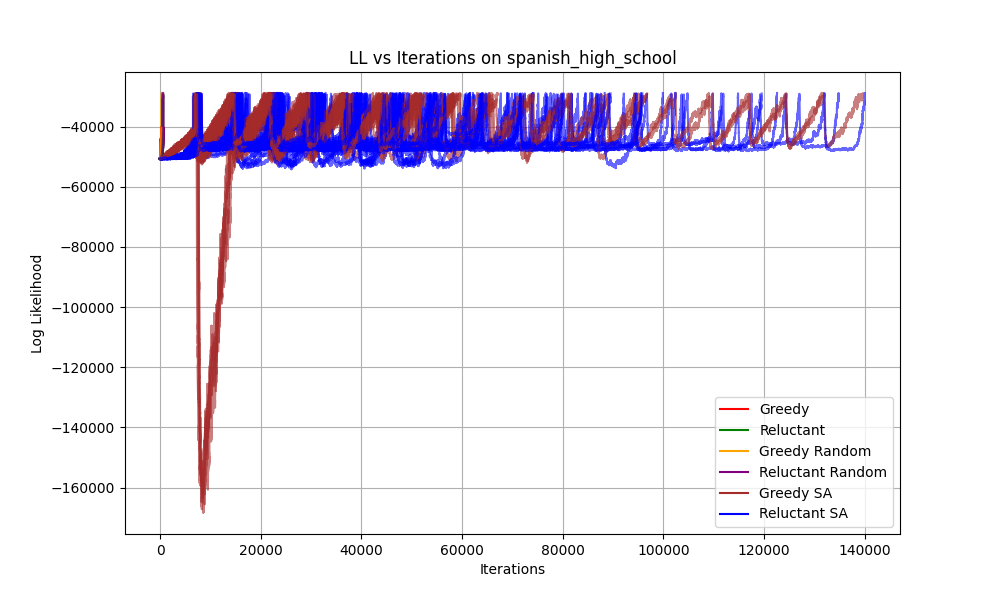 LL vs Iterations on spanish_high_school
Log Likelihood
−40000
−60000
−80000
−100000
−120000
−140000
−160000
Greedy
Reluctant
Greedy Random
Reluctant Random
Greedy SA
Reluctant SA
0 20000 40000 60000 80000 100000 120000 140000
Iterations